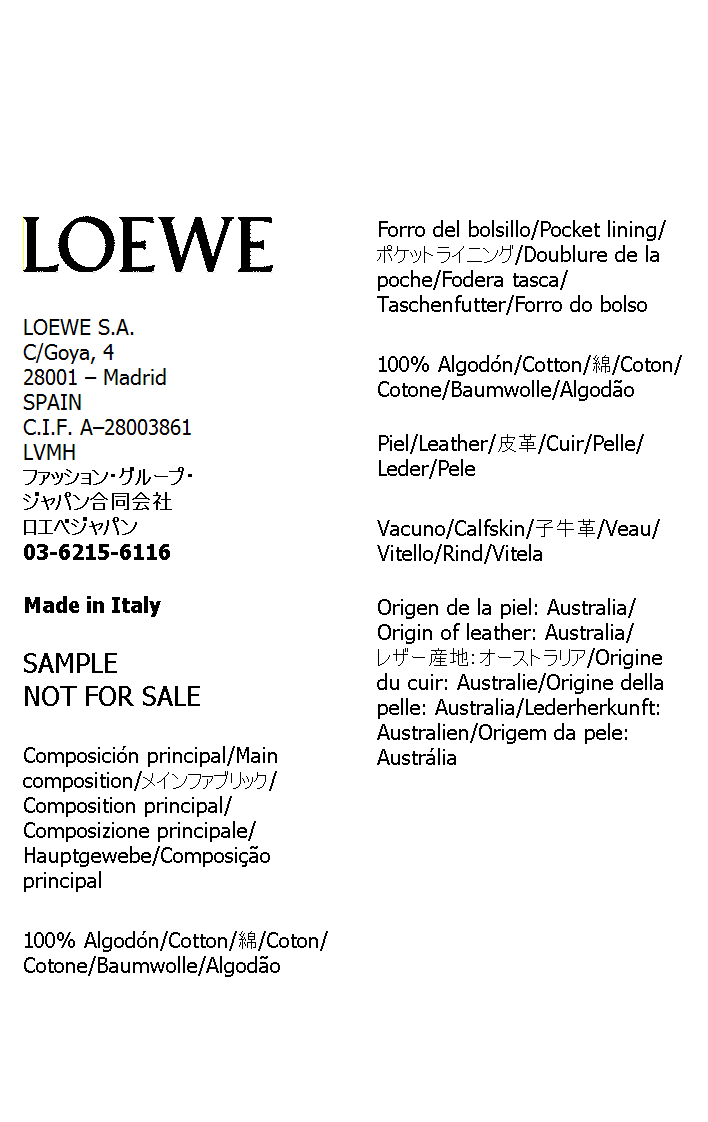 LOEWE
LOEWE S.A.
C/Goya, 4
28001 – Madrid
SPAIN
C.I.F. A–28003861
LVMH
ファッション・グループ・
ジャパン合同会社
ロエベジャパン
03-6215-6116
Made in Italy
SAMPLE
NOT FOR SALE
Composición principal/Main
composition/メインファブリック/
Composition principal/
Composizione principale/
Hauptgewebe/Composição
principal
100% Algodón/Cotton/綿/Coton/
Cotone/Baumwolle/Algodão
Forro del bolsillo/Pocket lining/
ポケットライニング/Doublure de la
poche/Fodera tasca/
Taschenfutter/Forro do bolso
100% Algodón/Cotton/綿/Coton/
Cotone/Baumwolle/Algodão
Piel/Leather/皮革/Cuir/Pelle/
Leder/Pele
Vacuno/Calfskin/子牛革/Veau/
Vitello/Rind/Vitela
Origen de la piel: Australia/
Origin of leather: Australia/
レザー産地:オーストラリア/Origine
du cuir: Australie/Origine della
pelle: Australia/Lederherkunft:
Australien/Origem da pele:
Austrália